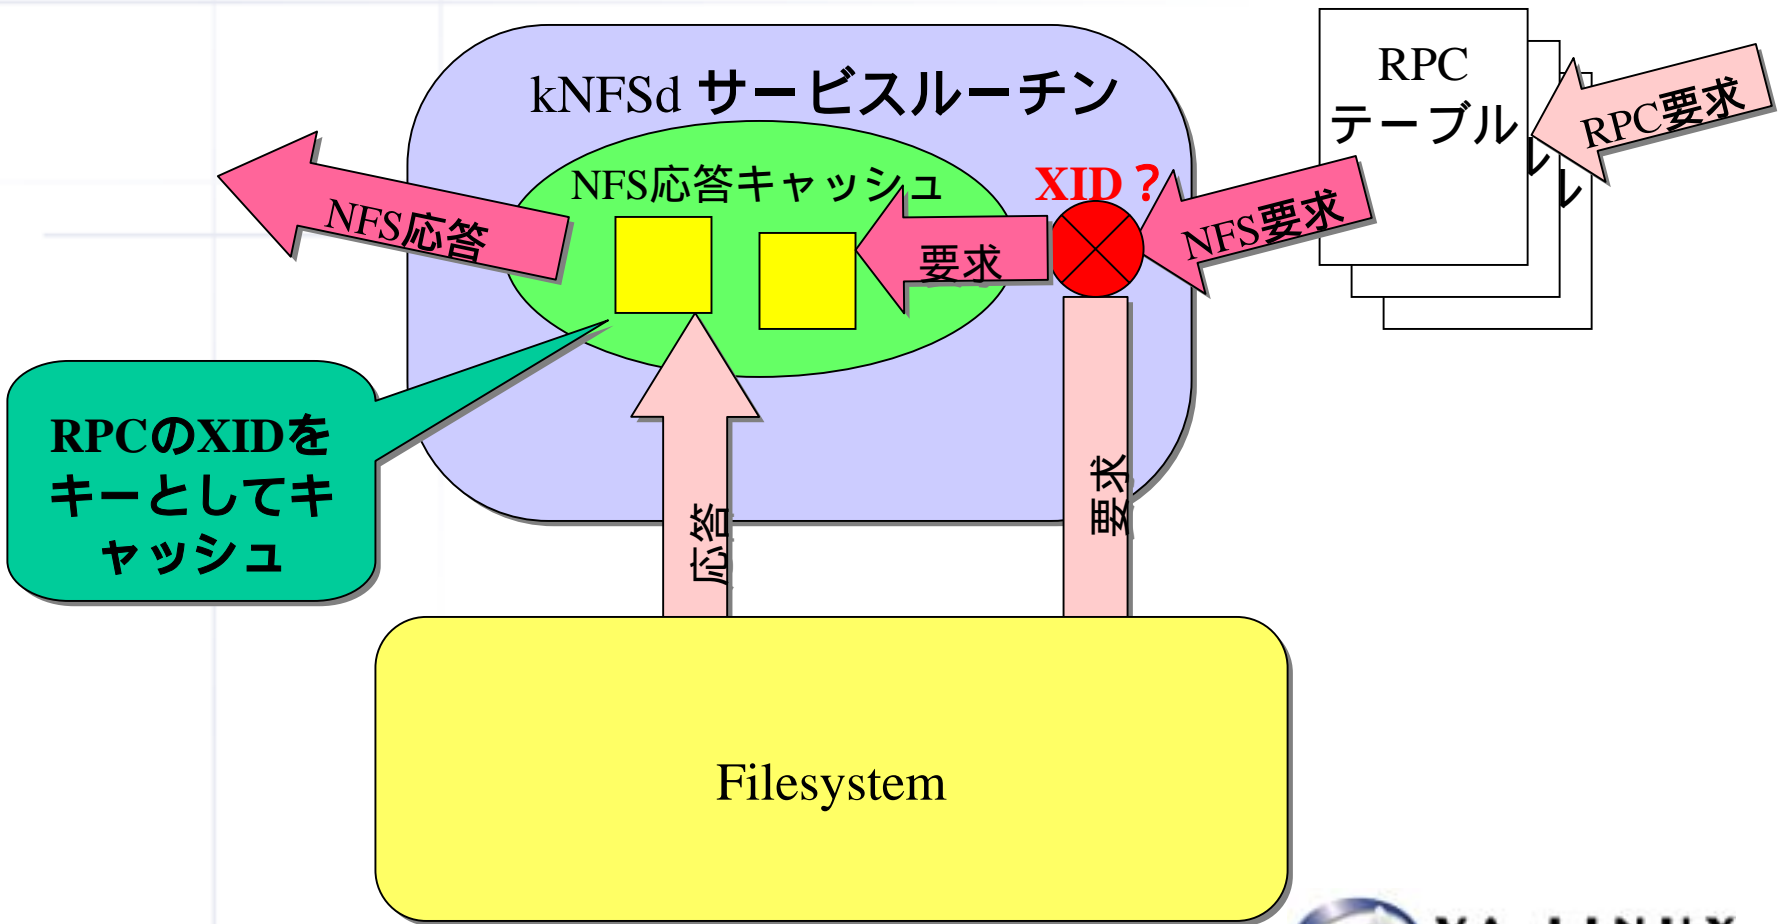 kNFSd サービスルーチン
RPC
テーブル
ル
ル
RPC要求
NFS応答キャッシュ
XID？
NFS要求
NFS応答
要求
RPCのXIDを
キーとしてキ
ャッシュ
応答
要求
Filesystem